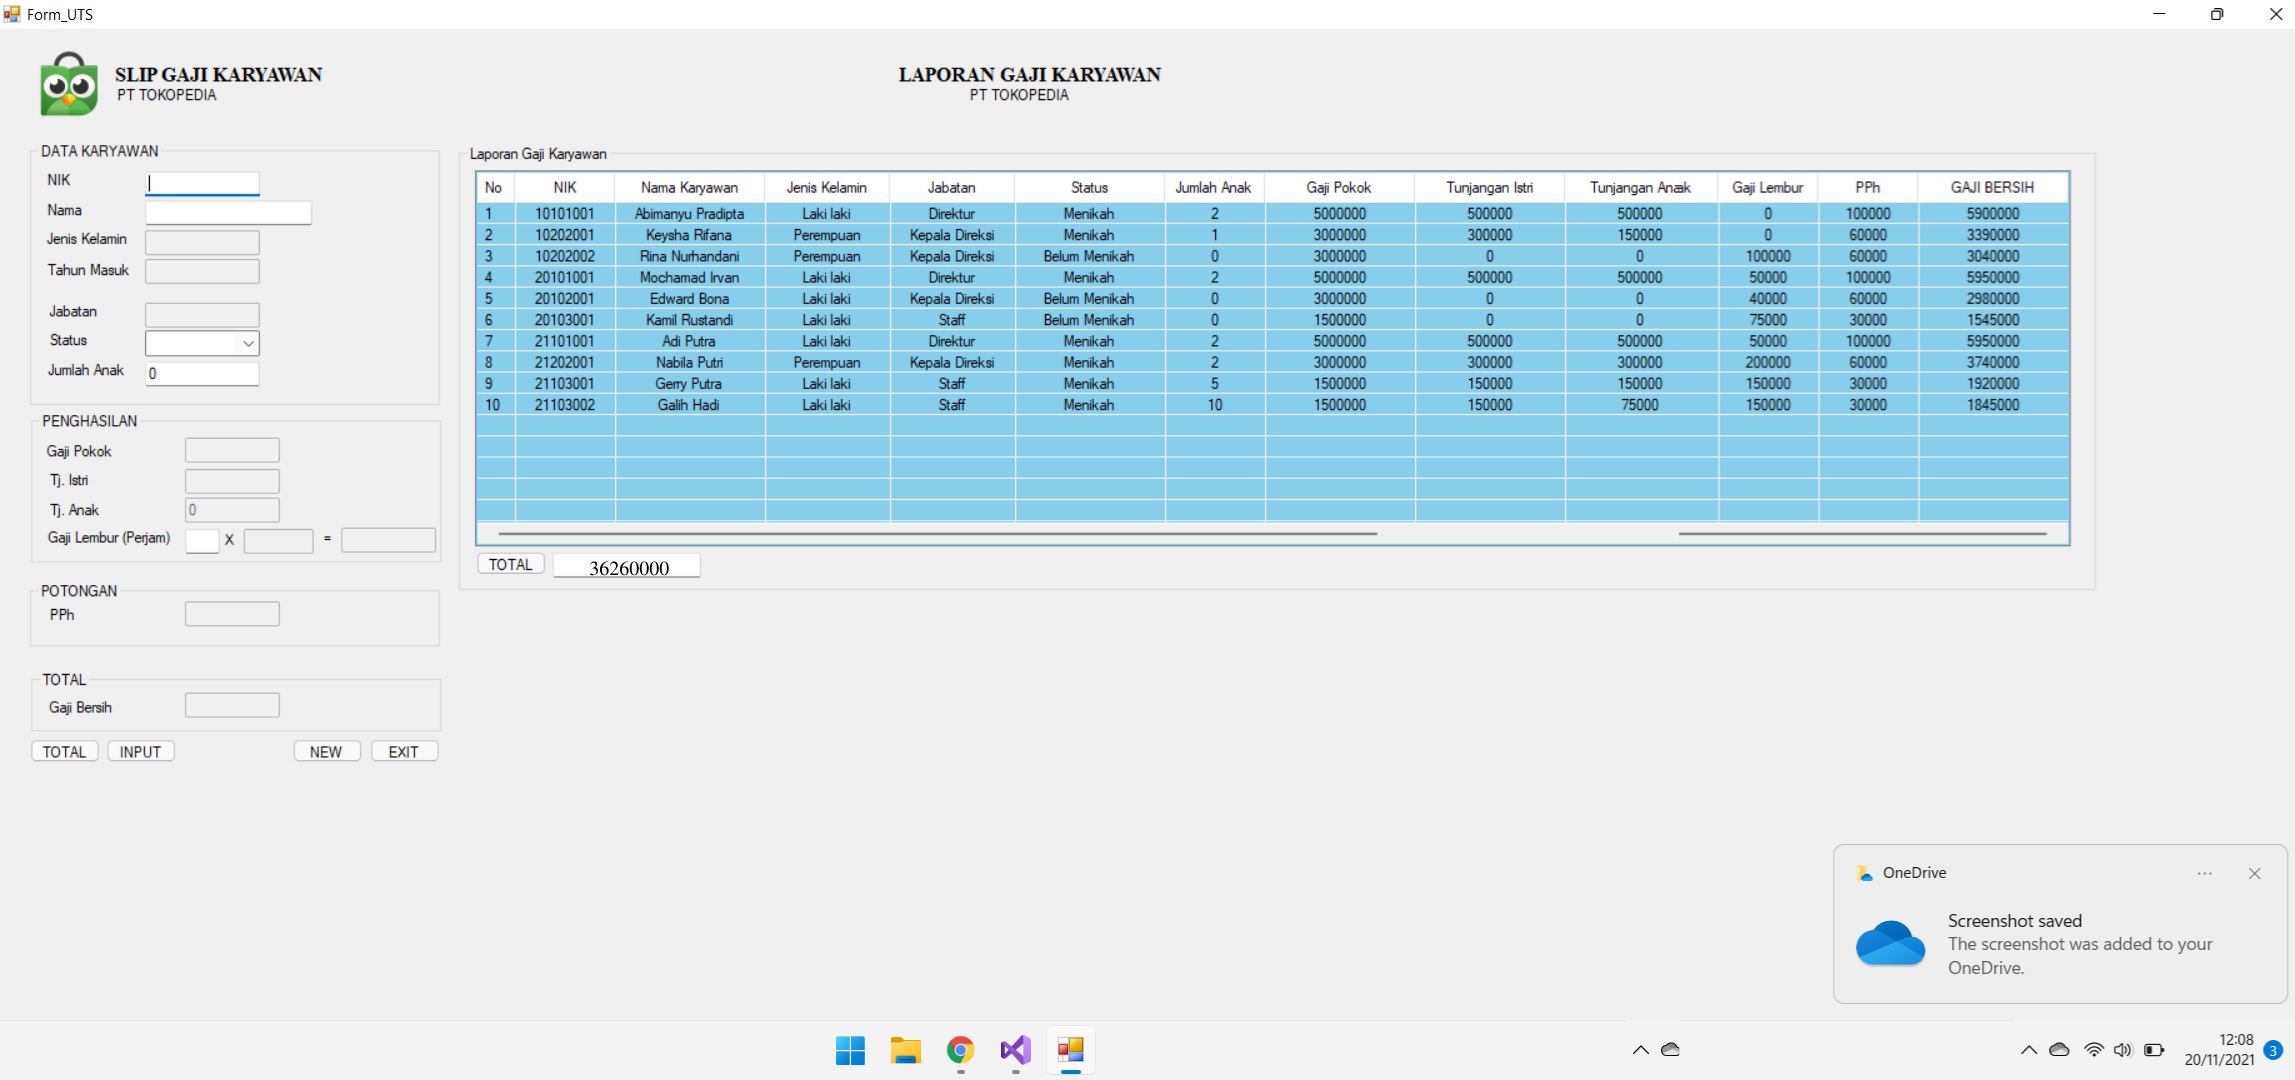 Form_UTS
SLIP GAJI KARYAWAN
PT TOKOPEDIA
LAPORAN GAJI KARYAWAN
PT TOKOPEDIA
DATA KARYAWAN
NIK
Nama
Jenis Kelamin
Tahun Masuk
Jabatan
Status
Jumlah Anak 0
PENGHASILAN
Gaji Pokok
Tj. Istri
Tj. Anak 0
Gaji Lembur (Perjam) X =
POTONGAN
PPh
TOTAL
Gaji Bersih
TOTAL INPUT NEW EXIT
Laporan Gaji Karyawan
No NIK Nama Karyawan Jenis Kelamin Jabatan Status Jumlah Anak Gaji Pokok Tunjangan Istri Tunjangan Anak Gaji Lembur PPh GAJI BERSIH
1 10101001 Abimanyu Pradipta Laki laki Direktur Menikah 2 5000000 500000 500000 0 100000 5900000
2 10202001 Keysha Rifana Perempuan Kepala Direksi Menikah 1 3000000 300000 150000 0 60000 3390000
3 10202002 Rina Nurhandani Perempuan Kepala Direksi Belum Menikah 0 3000000 0 0 100000 60000 3040000
4 20101001 Mochamad Irvan Laki laki Direktur Menikah 2 5000000 500000 500000 50000 100000 5950000
5 20102001 Edward Bona Laki laki Kepala Direksi Belum Menikah 0 3000000 0 0 40000 60000 2980000
6 20103001 Kamil Rustandi Laki laki Staff Belum Menikah 0 1500000 0 0 75000 30000 1545000
7 21101001 Adi Putra Laki laki Direktur Menikah 2 5000000 500000 500000 50000 100000 5950000
8 21202001 Nabila Putri Perempuan Kepala Direksi Menikah 2 3000000 300000 300000 200000 60000 3740000
9 21103001 Gerry Putra Laki laki Staff Menikah 5 1500000 150000 150000 150000 30000 1920000
10 21103002 Galih Hadi Laki laki Staff Menikah 10 1500000 150000 75000 150000 30000 1845000
TOTAL 36260000
OneDrive
Screenshot saved
The screenshot was added to your
OneDrive.
12:08
20/11/2021
3